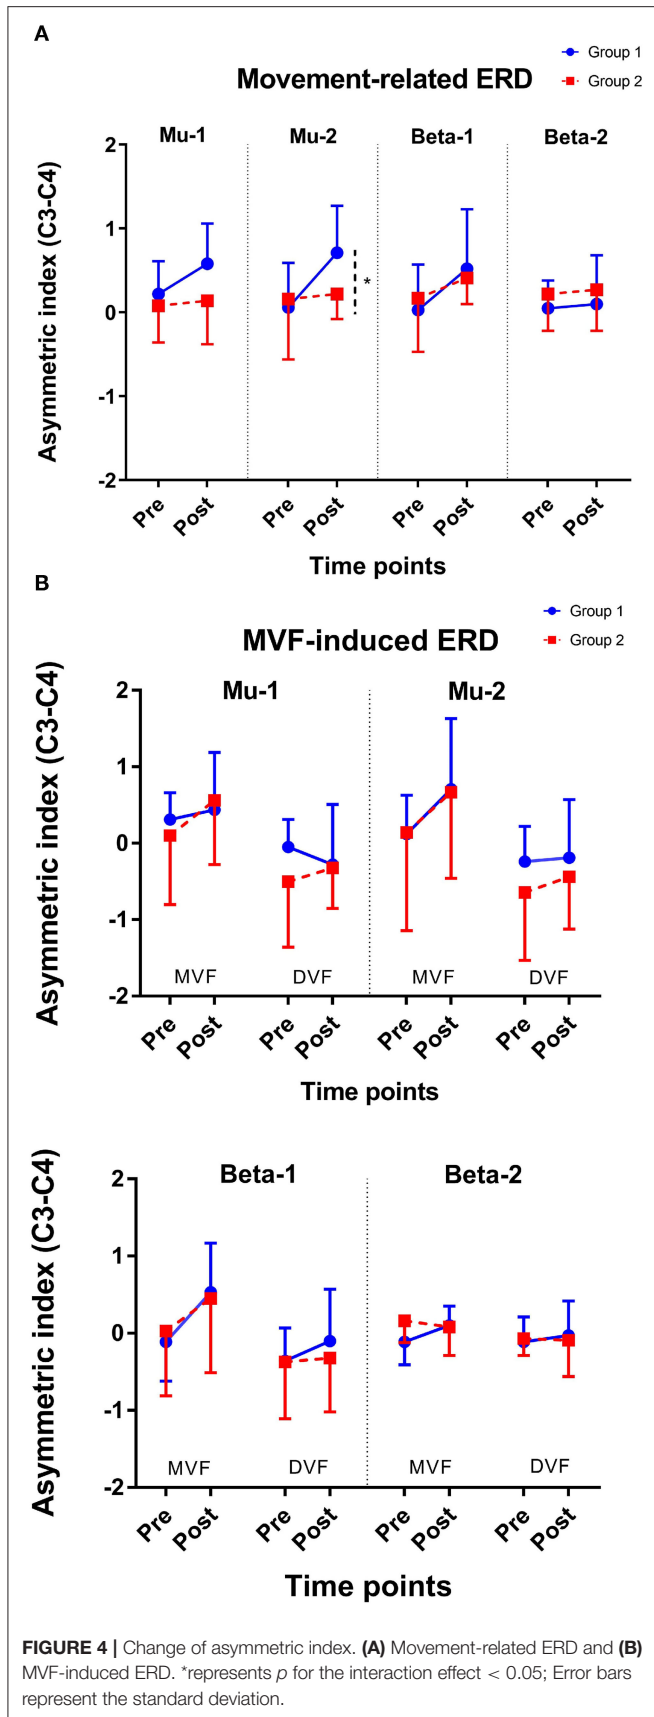 A
Group 1
Group 2
Movement-related ERD
Mu-1 Mu-2 Beta-1 Beta-2
Asymmetric index (C3-C4)
2
1
0
-1
-2
*
Pre Post Pre Post Pre Post Pre Post
Time points
B
Group 1
Group 2
MVF-induced ERD
Mu-1 Mu-2
Asymmetric index (C3-C4)
2
1
0
-1
-2
MVF DVF MVF DVF
Pre Post Pre Post Pre Post Pre Post
Time points
Beta-1 Beta-2
Asymmetric index (C3-C4)
2
1
0
-1
-2
MVF DVF MVF DVF
Pre Post Pre Post Pre Post Pre Post
Time points
FIGURE 4 | Change of asymmetric index. (A) Movement-related ERD and (B)
MVF-induced ERD. *represents p for the interaction effect < 0.05; Error bars
represent the standard deviation.